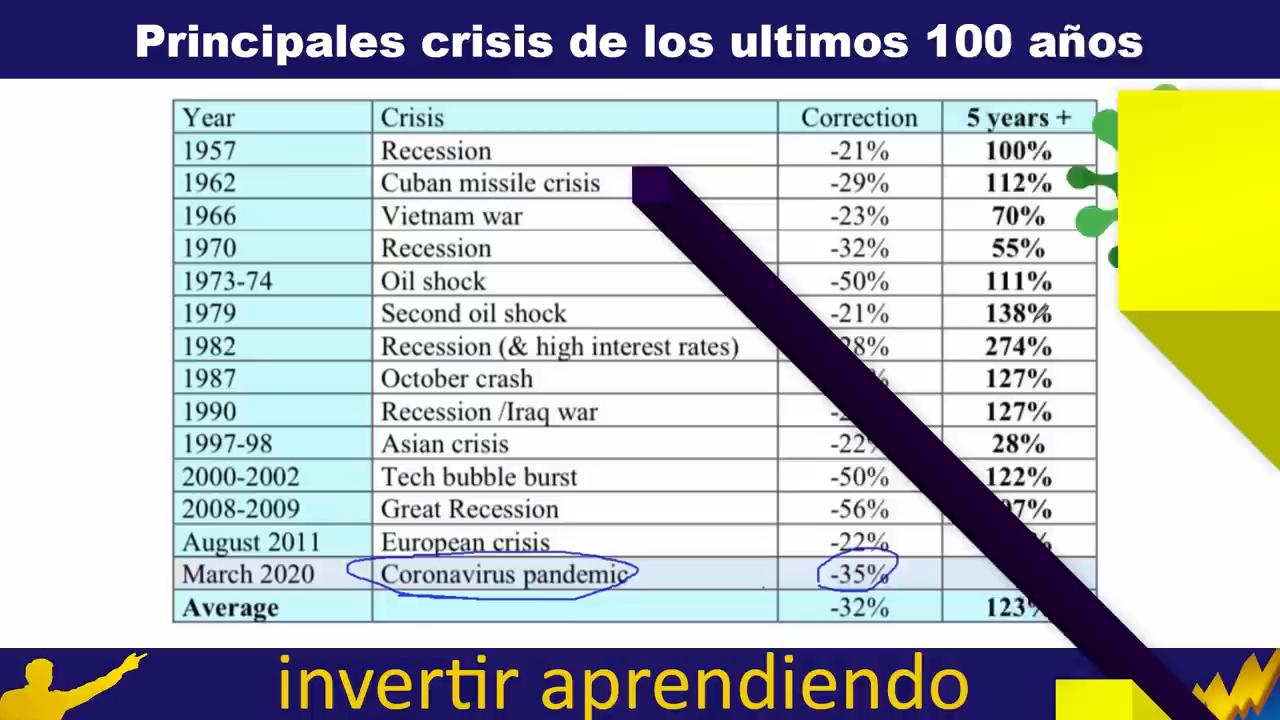 Principales crisis de los ultimos 100 años
Year Crisis Correction 5 years +
1957 Recession -21% 100%
1962 Cuban missile crisis -29% 112%
1966 Vietnam war -23% 70%
1970 Recession -32% 55%
1973-74 Oil shock -50% 111%
1979 Second oil shock -21% 138%
1982 Recession (& high interest rates) 274%
1987 October crash 127%
1990 Recession /Iraq war 127%
1997-98 Asian crisis -22% 28%
2000-2002 Tech bubble burst -50% 122%
2008-2009 Great Recession -56%
August 2011 European crisis -22%
March 2020 Coronavirus pandemic -35%
Average -32% 123%
invertir aprendiendo